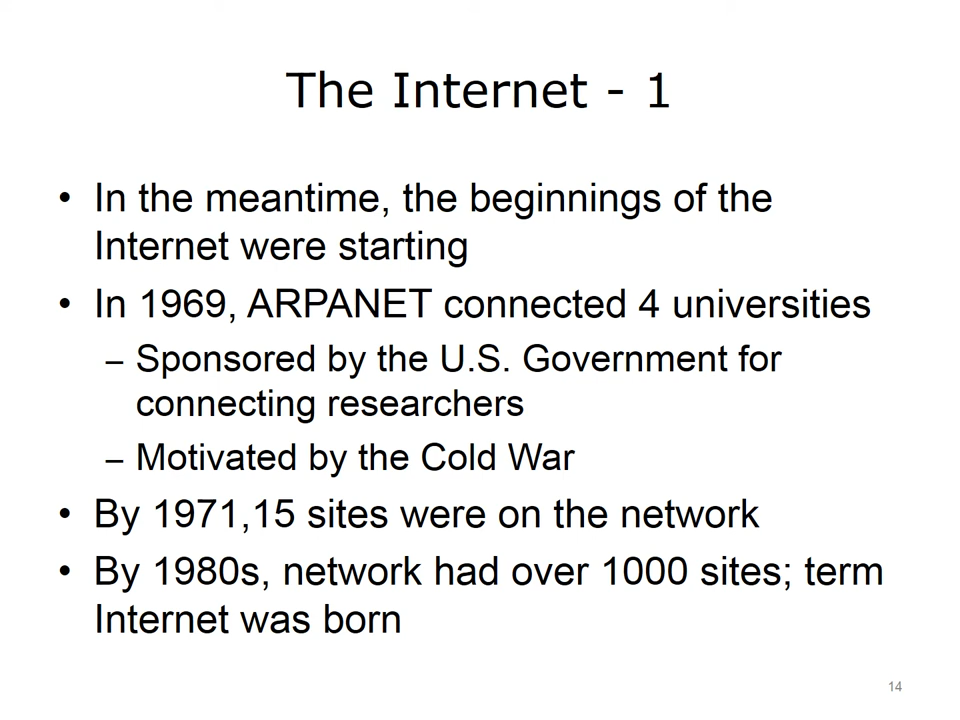 The Internet - 1
• In the meantime, the beginnings of the
Internet were starting
• In 1969, ARPANET connected 4 universities
– Sponsored by the U.S. Government for
connecting researchers
– Motivated by the Cold War
• By 1971,15 sites were on the network
• By 1980s, network had over 1000 sites; term
Internet was born
14